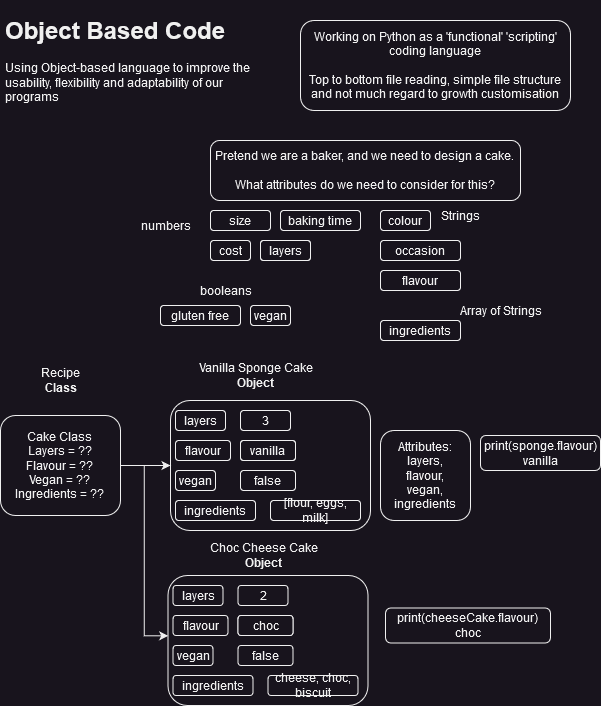 Object Based Code
Using Object-based language to improve the
usability, flexibility and adaptability of our
programs
Working on Python as a 'functional' 'scripting'
coding language
Top to bottom file reading, simple file structure
and not much regard to growth customisation
Pretend we are a baker, and we need to design a cake.
What attributes do we need to consider for this?
numbers
size
baking time
cost
layers
colour
Strings
occasion
flavour
booleans
gluten free
vegan
Array of Strings
ingredients
Recipe
Class
Cake Class
Layers = ??
Flavour = ??
Vegan = ??
Ingredients = ??
Vanilla Sponge Cake
Object
layers
3
flavour
vanilla
vegan
false
ingredients
[flour, eggs,
milk]
Attributes:
layers,
flavour,
vegan,
ingredients
print(sponge.flavour)
vanilla
Choc Cheese Cake
Object
layers
2
flavour
choc
vegan
false
ingredients
cheese, choc,
biscuit
print(cheeseCake.flavour)
choc